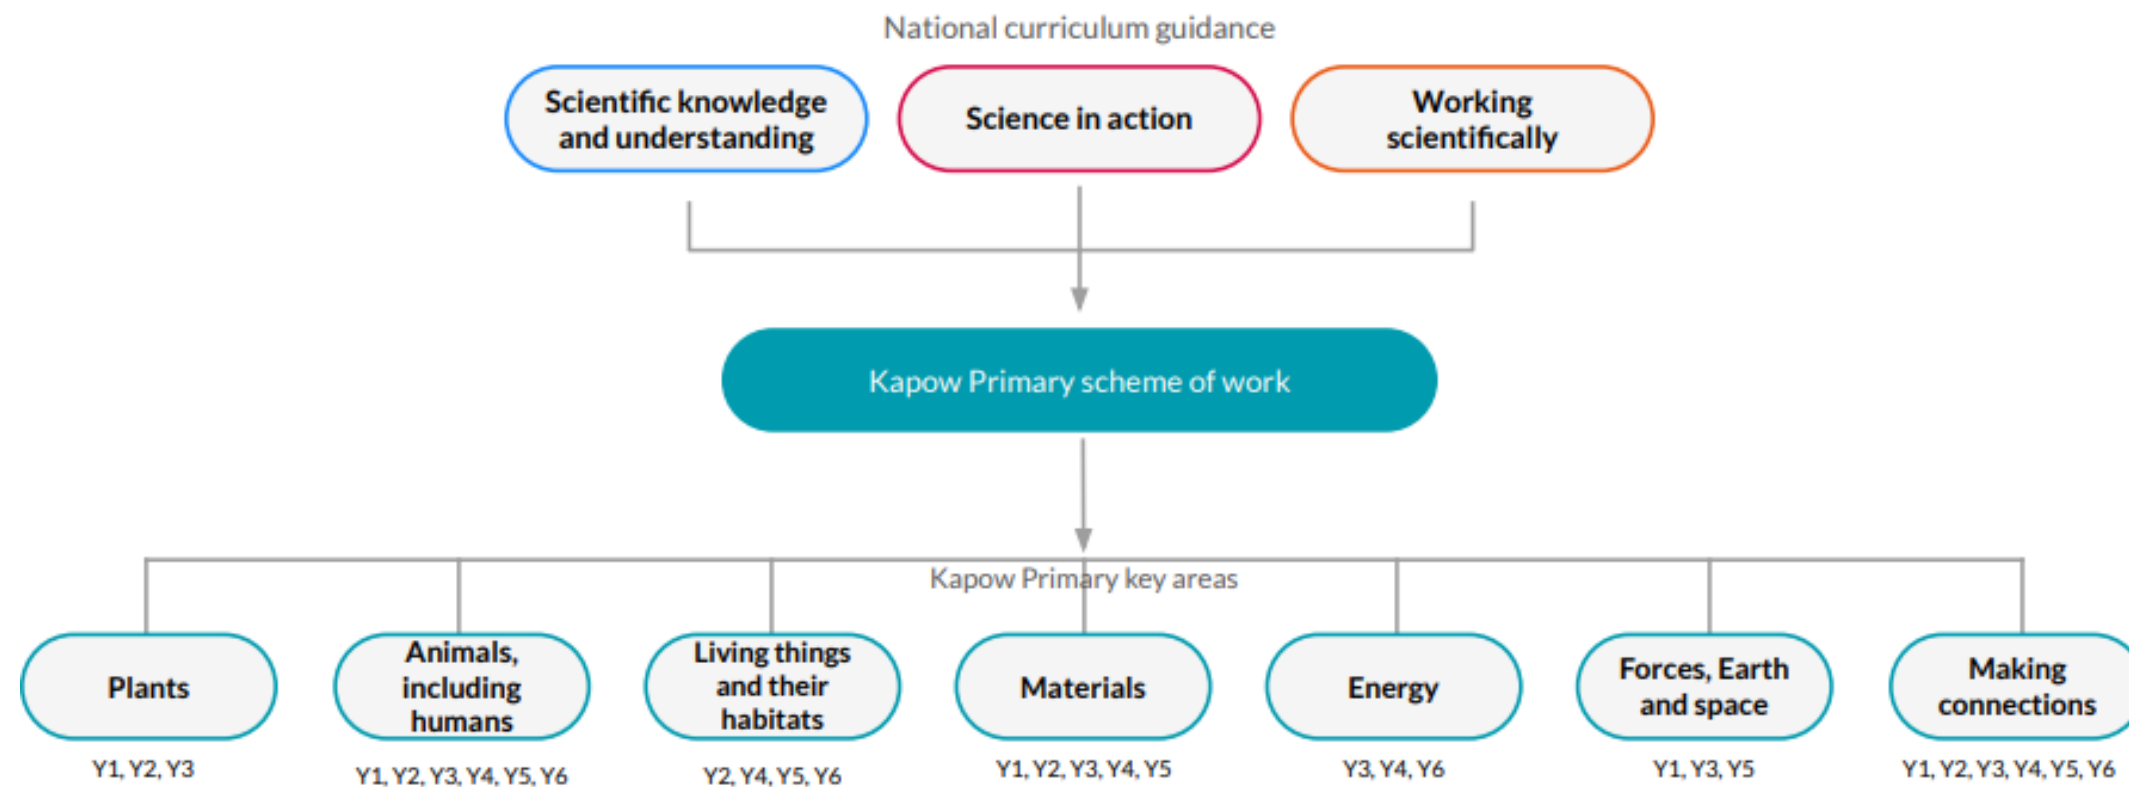 National curriculum guidance
Scientific knowledge
and understanding
Science in action
Working
scientifically
Kapow Primary scheme of work
Kapow Primary key areas
Plants
Animals,
including
humans
Living things
and their
habitats
Materials
Energy
Forces, Earth
and space
Making
connections
Y1, Y2, Y3
Y1, Y2, Y3, Y4, Y5, Y6
Y2, Y4, Y5, Y6
Y1, Y2, Y3, Y4, Y5
Y3, Y4, Y6
Y1, Y3, Y5
Y1, Y2, Y3, Y4, Y5, Y6